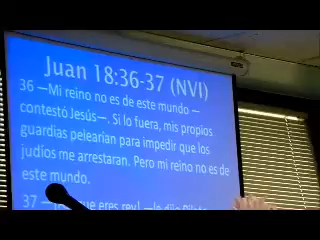 Juan 18:36-37 (NVI)
36 —Mi reino no es de este mundo —
contestó Jesús—. Si lo fuera, mis propios
guardias pelearían para impedir que los
judíos me arrestaran. Pero mi reino no es de
este mundo.
37 —¡ que eres rey! —le dijo Pilato